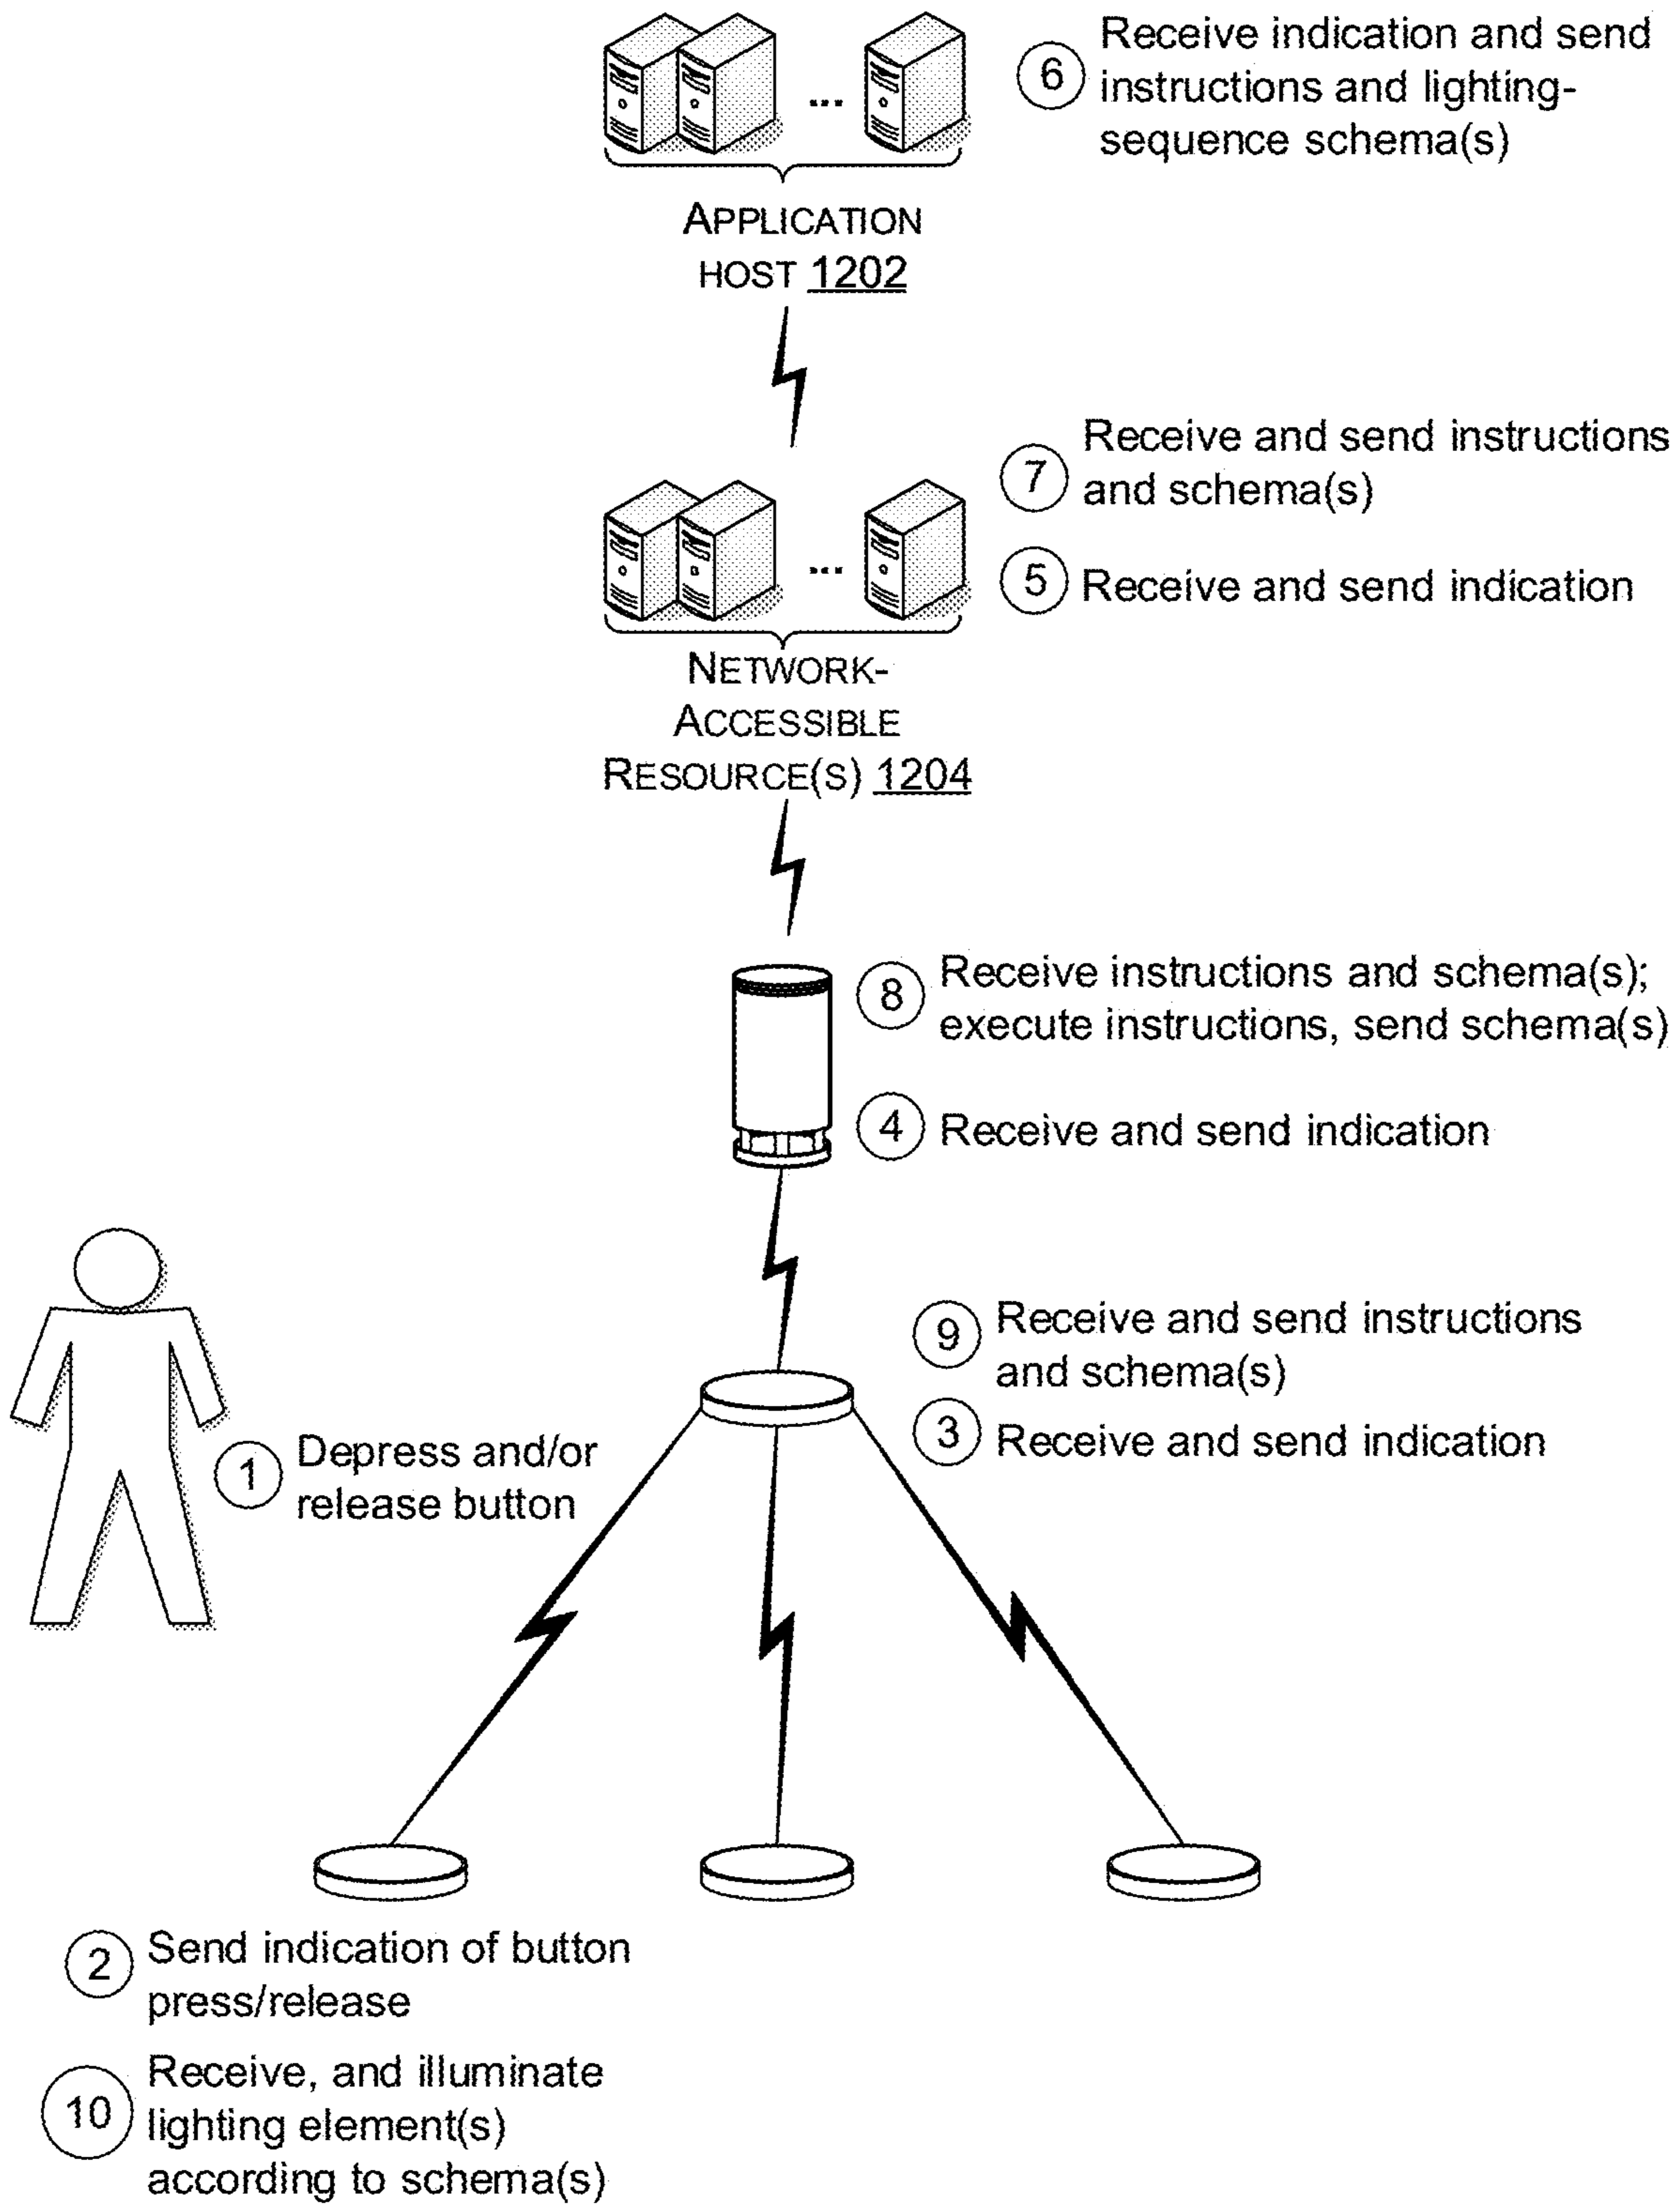 6
Receive indication and send
instructions and lighting-
sequence schema(s)
...
APPLICATION
HOST 1202
7
Receive and send instructions
and schema(s)
...
5
Receive and send indication
NETWORK-
ACCESSIBLE
RESOURCE(S) 1204
8
Receive instructions and schema(s);
execute instructions, send schema(s)
4
Receive and send indication
9
Receive and send instructions
and schema(s)
3
Receive and send indication
1
Depress and/or
release button
2
Send indication of button
press/release
10
Receive, and illuminate
lighting element(s)
according to schema(s)